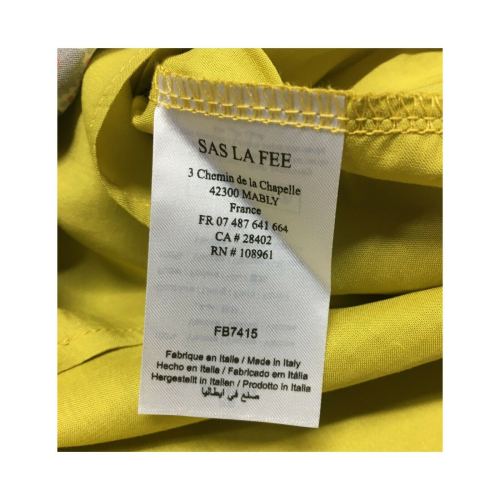 SAS LA FEE
3 Chemin de la Chapelle
42300 MABLY
France
FR 07 487 641 664
CA # 28402
RN # 108961
FB7415
Fabrique en Italie / Made in Italy
Hecho en Italia / Fabricado em Itália
Hergestellt in Italien / Prodotto in Italia
صنع في ايطاليا